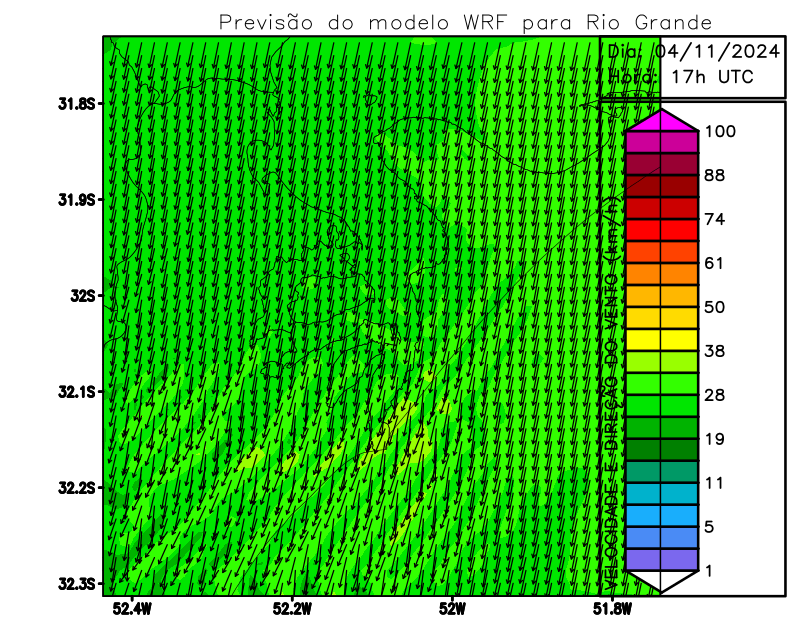 Previsão do modelo WRF para Rio Grande
Dia: 04/11/2024
Hora: 17h UTC
31.8S
31.9S
32S
32.1S
32.2S
32.3S
52.4W
52.2W
52W
51.8W
VELOCIDADE E DIREÇÃO DO VENTO (km/h)
100
88
74
61
50
38
28
19
11
5
1